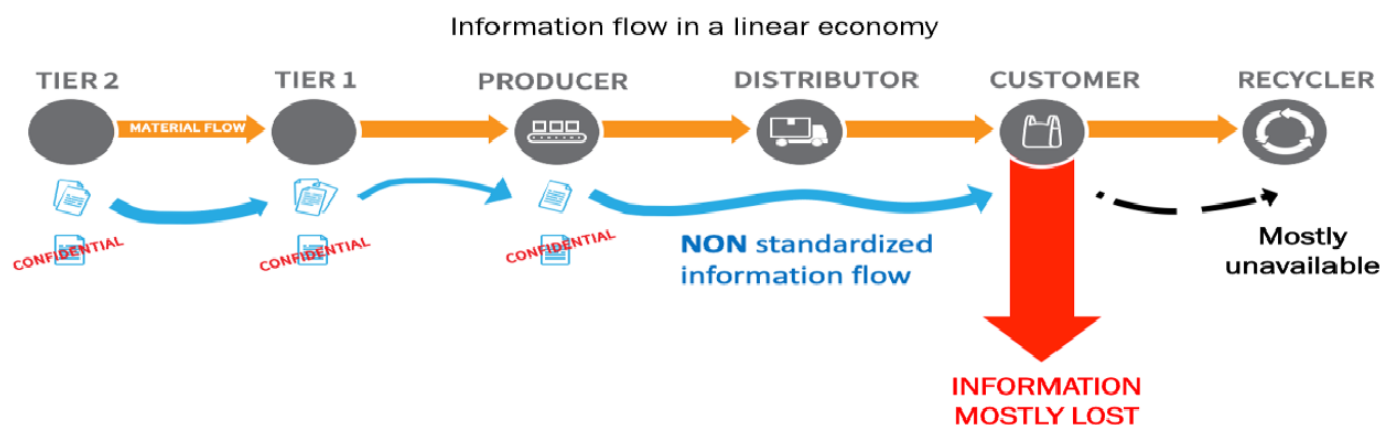 Information flow in a linear economy
TIER 2
TIER 1
PRODUCER
DISTRIBUTOR
CUSTOMER
RECYCLER
MATERIAL FLOW
CONFIDENTIAL
CONFIDENTIAL
CONFIDENTIAL
NON standardized
information flow
Mostly
unavailable
INFORMATION
MOSTLY LOST